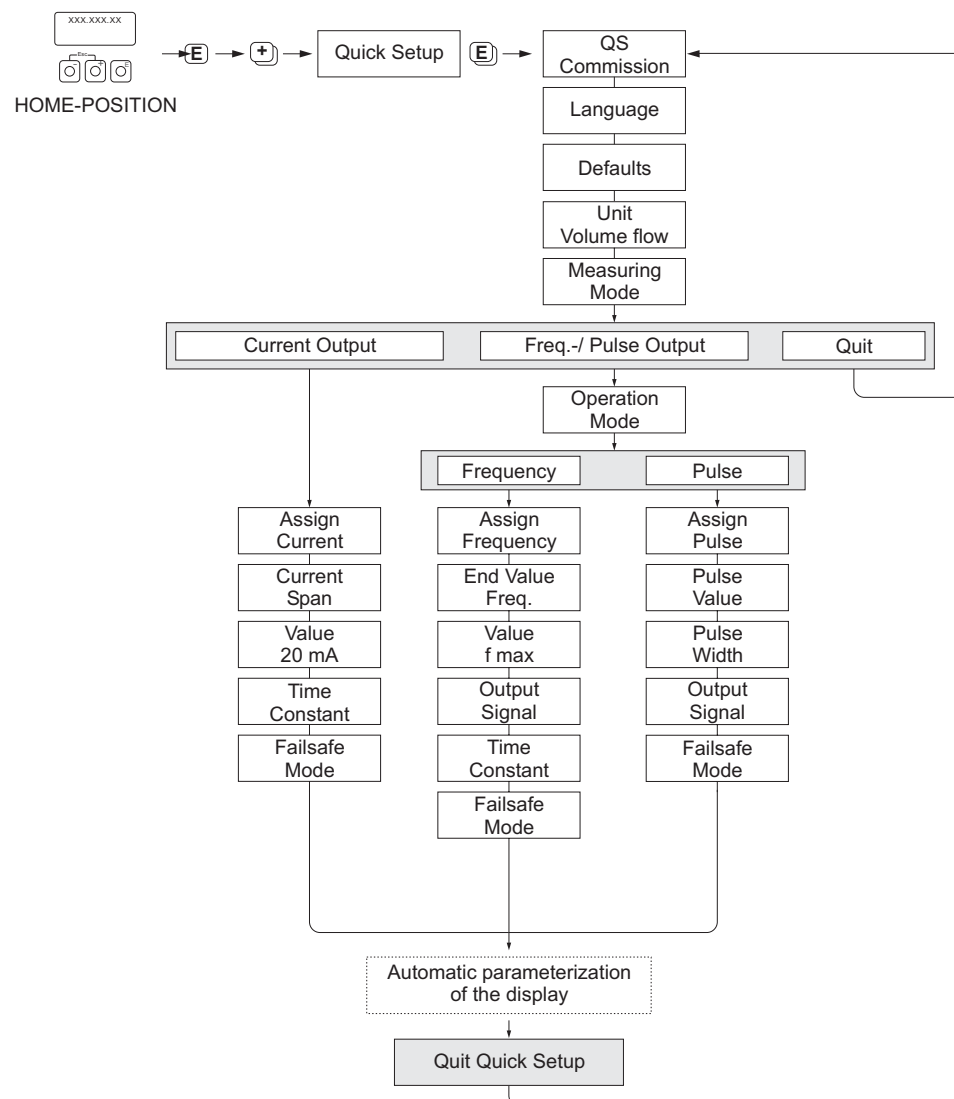 XXX.XXX.XX
Esc
-
+
E
HOME-POSITION
E
+
Quick Setup
E
QS
Commission
Language
Defaults
Unit
Volume flow
Measuring
Mode
Current Output
Freq.-/ Pulse Output
Quit
Operation
Mode
Frequency
Pulse
Assign
Current
Current
Span
Value
20 mA
Time
Constant
Failsafe
Mode
Assign
Frequency
End Value
Freq.
Value
f max
Output
Signal
Time
Constant
Failsafe
Mode
Assign
Pulse
Pulse
Value
Pulse
Width
Output
Signal
Failsafe
Mode
Automatic parameterization
of the display
Quit Quick Setup